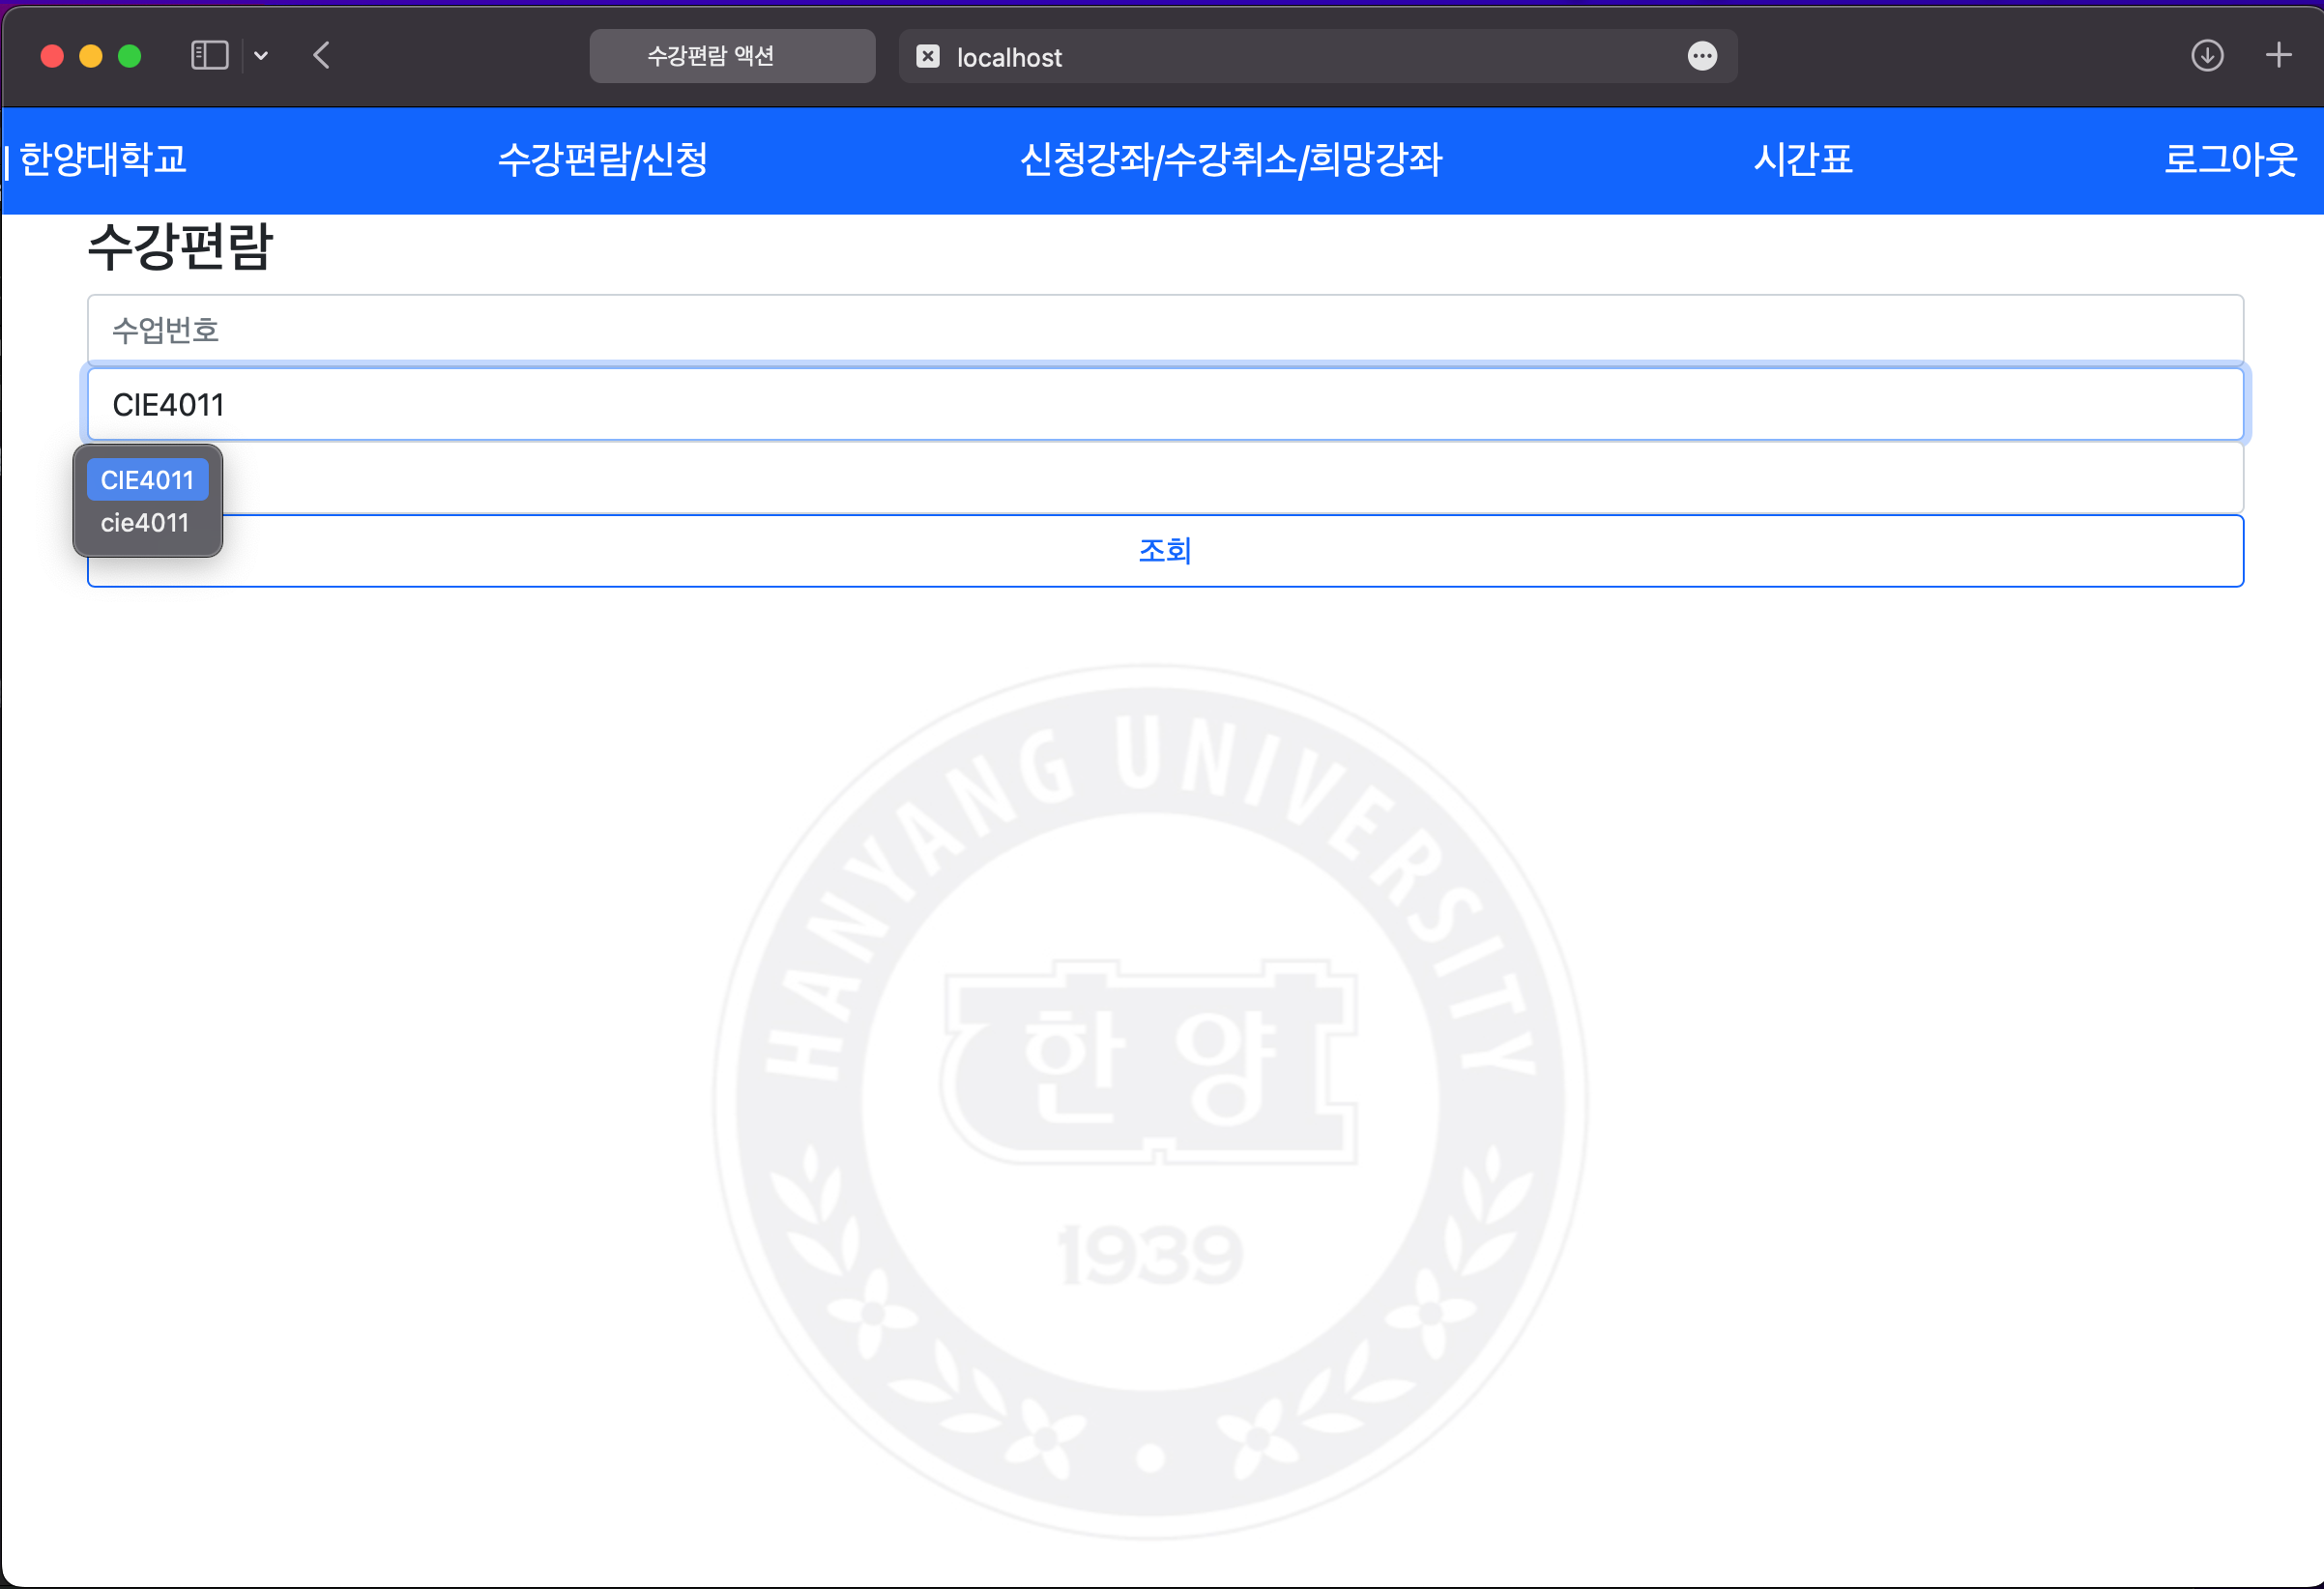 수강편람 액션
localhost
| 한양대학교
수강편람/신청
신청강좌/수강취소/희망강좌
시간표
로그아웃
수강편람
수업번호
CIE4011
CIE4011
cie4011
조회
HANYANG UNIVERSITY
한양
1939